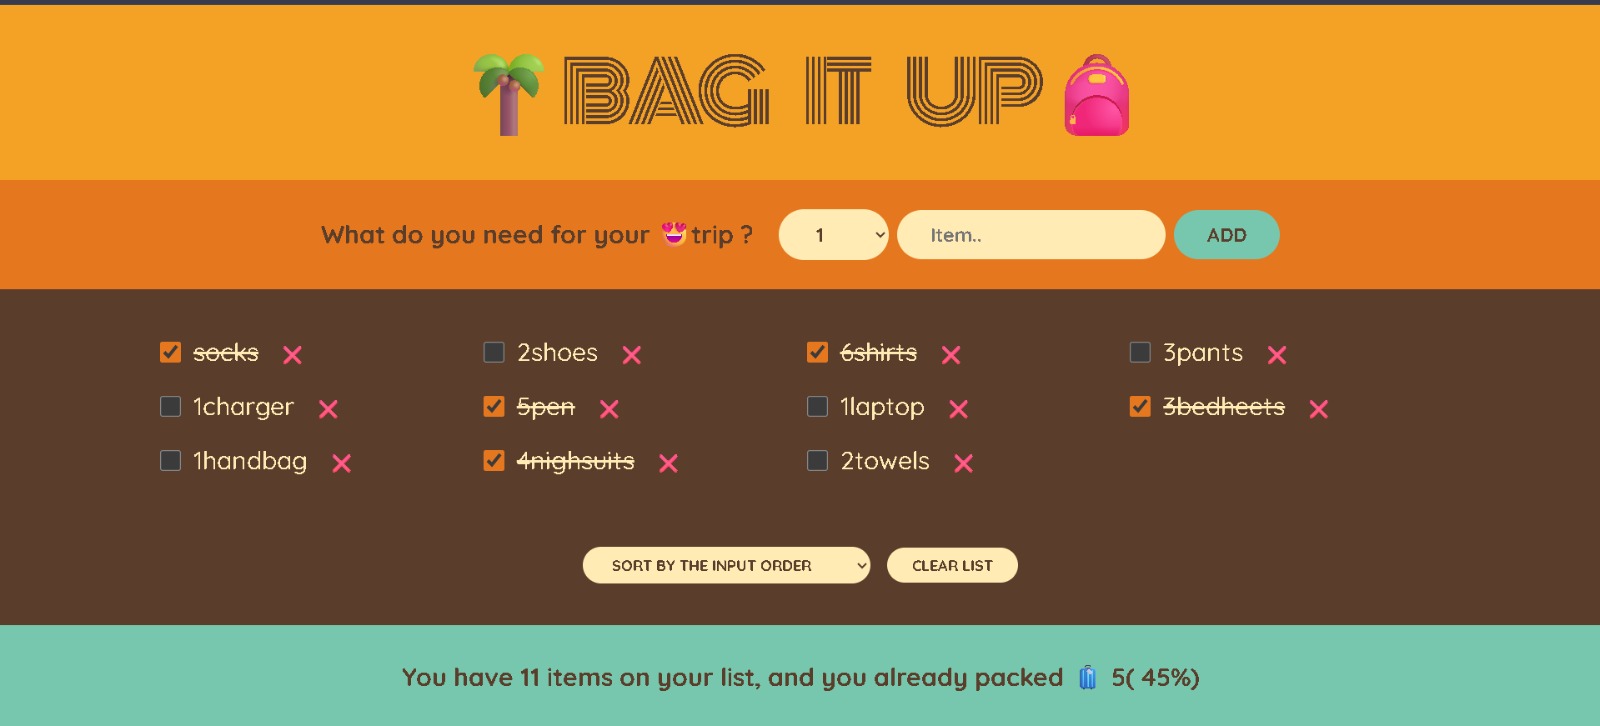 BAG IT UP
What do you need for your 😍 trip ? 1 Item.. ADD
socks 2shoes 6shirts 3pants
1charger 5pen 1laptop 3bedheets
1handbag 4nighsuits 2towels
SORT BY THE INPUT ORDER CLEAR LIST
You have 11 items on your list, and you already packed 🧳 5( 45%)